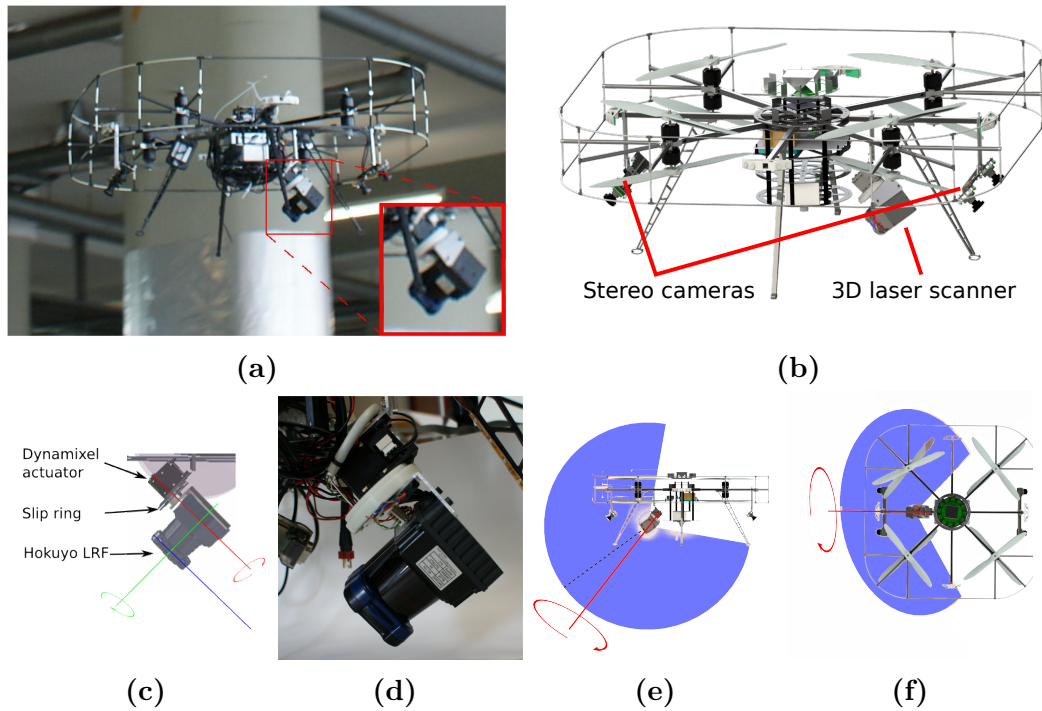 Stereo cameras
3D laser scanner
(a)
(b)
Dynamixel
actuator
Slip ring
Hokuyo LRF
(c)
(d)
(e)
(f)